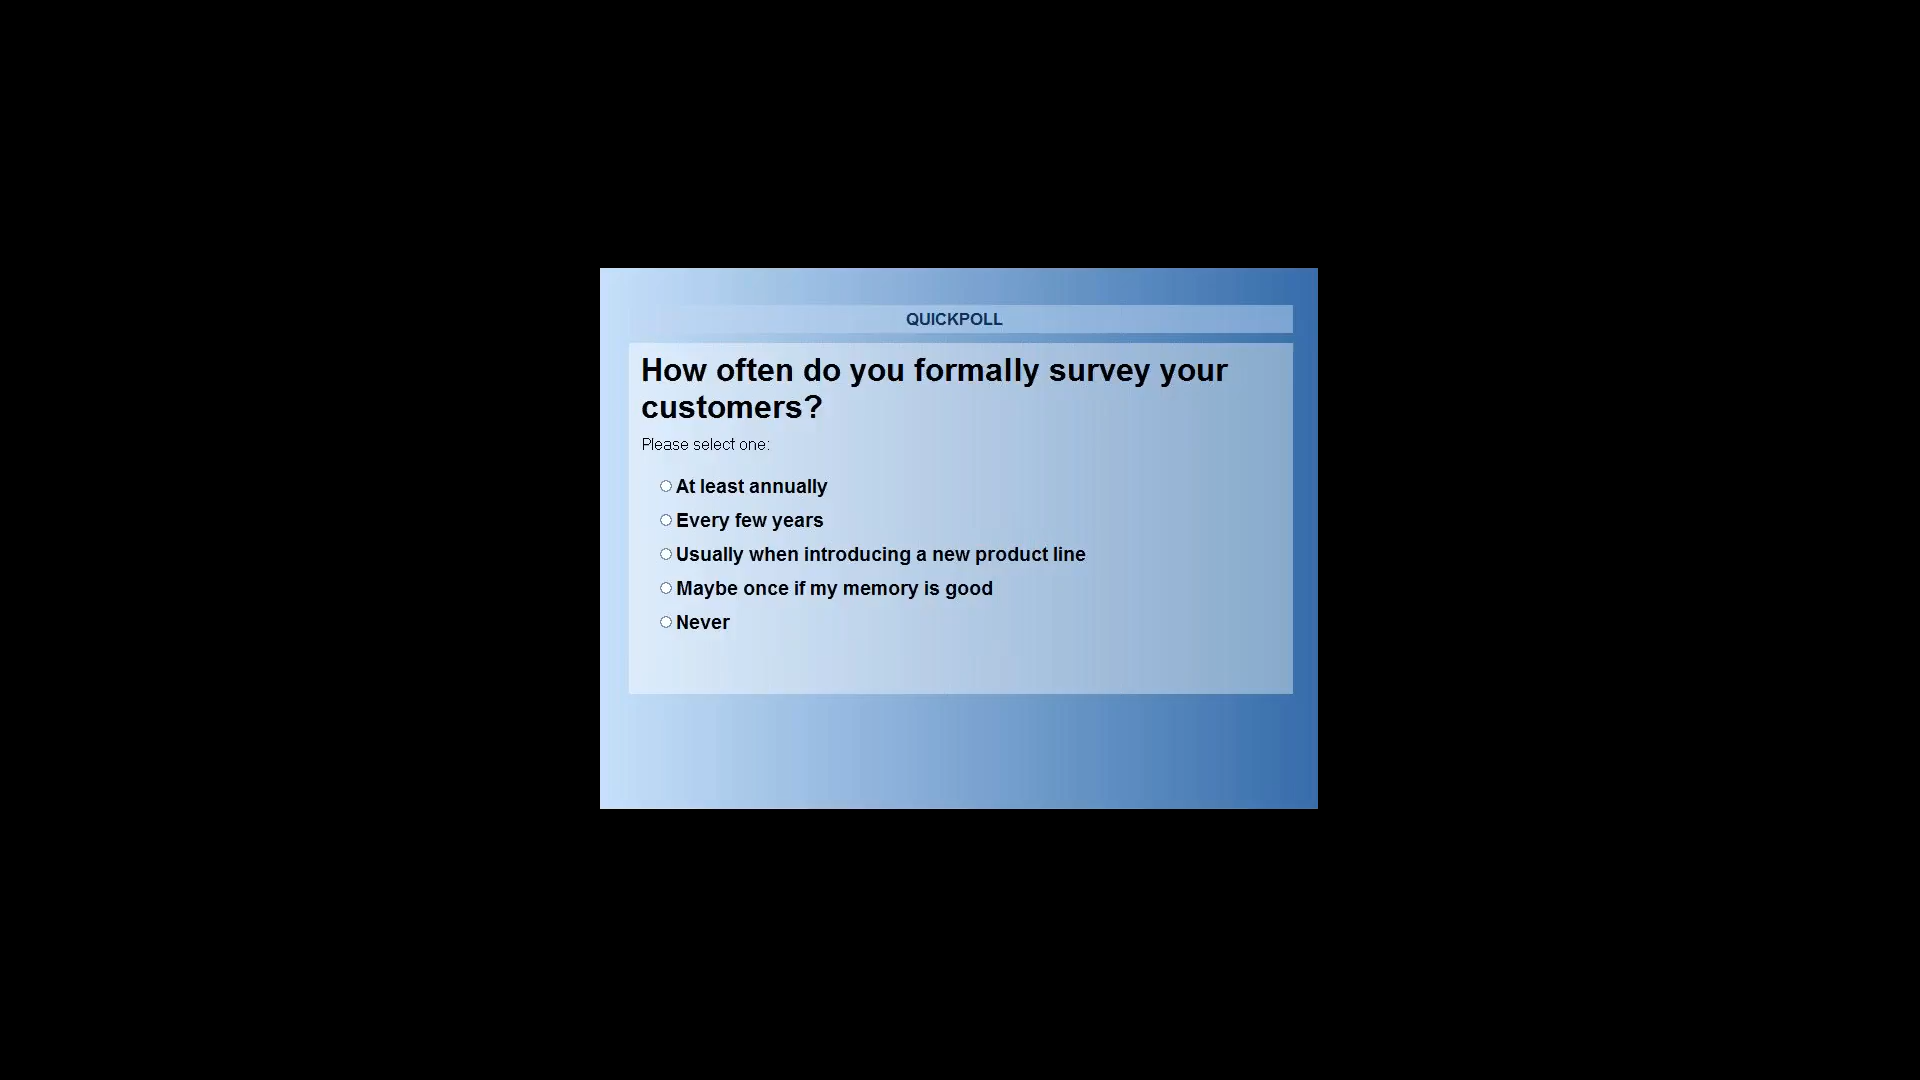 QUICKPOLL
How often do you formally survey your
customers?
Please select one:
At least annually
Every few years
Usually when introducing a new product line
Maybe once if my memory is good
Never